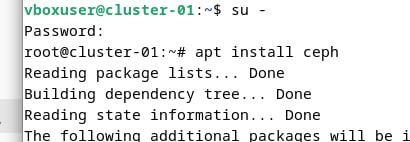 vboxuser@cluster-01:~$ su -
Password:
root@cluster-01:~# apt install ceph
Reading package lists... Done
Building dependency tree... Done
Reading state information... Done
The following additional packages will be i